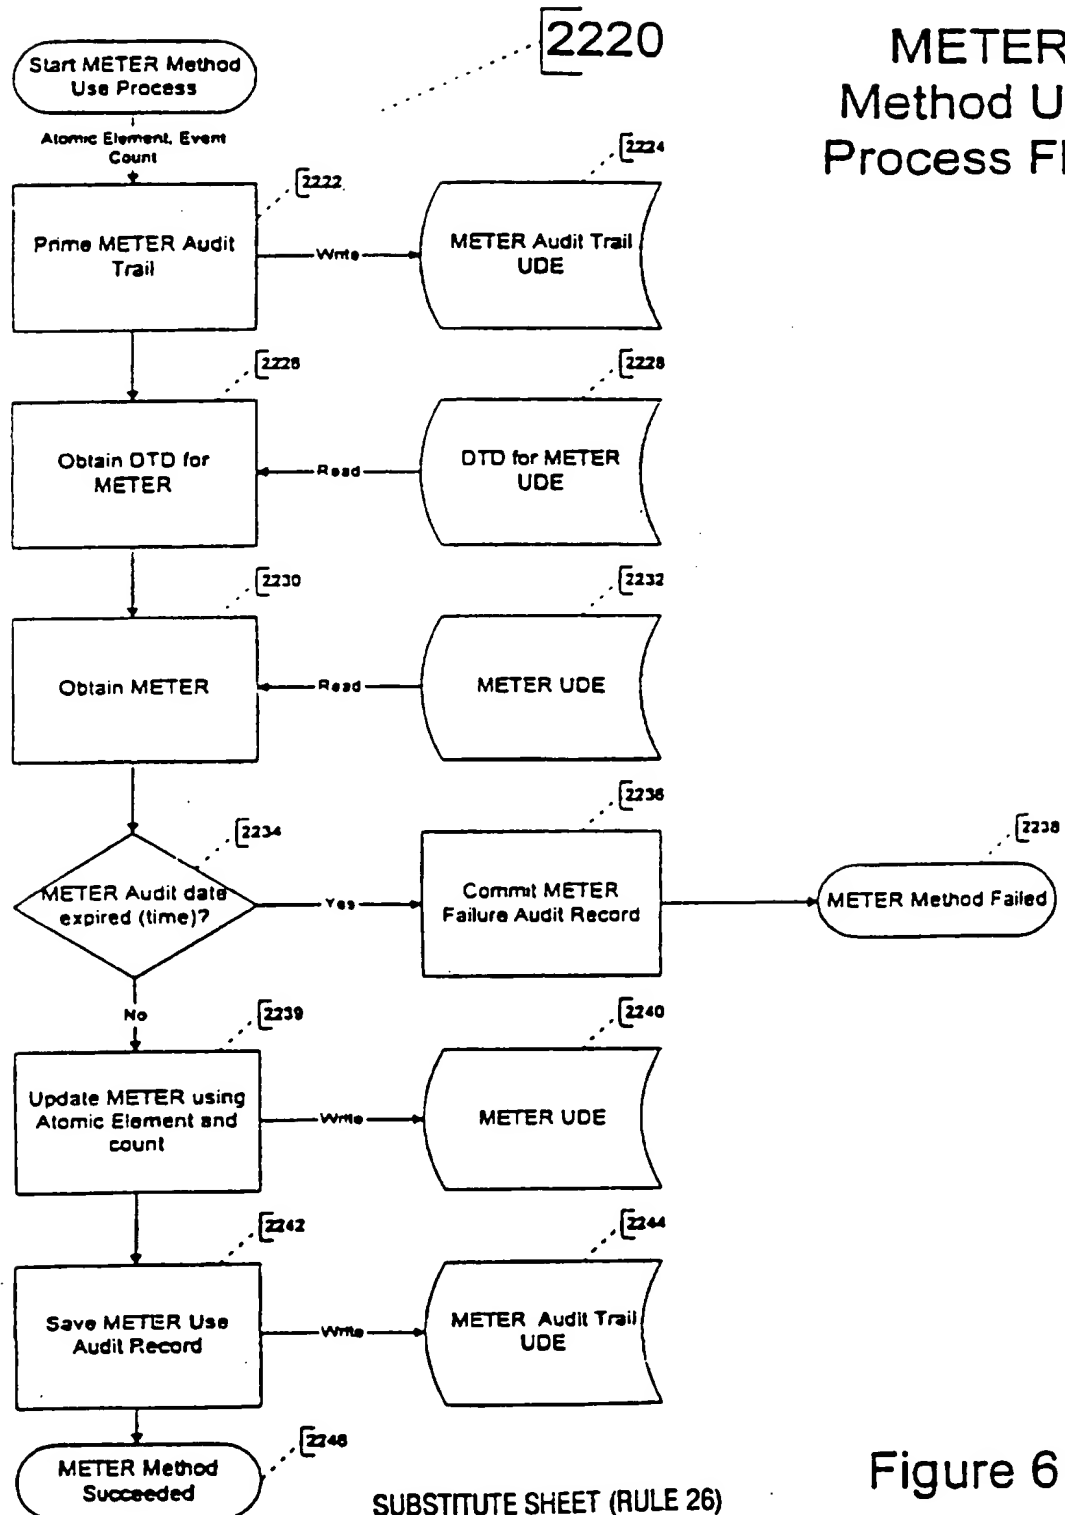 2220
METER
Method U
Process Fl
Start METER Method
Use Process
Atomic Element, Event
Count
2222
2224
Prime METER Audit
Trail
Write
METER Audit Trail
UDE
2226
2228
Obtain DTD for
METER
Read
DTD for METER
UDE
2230
2232
Obtain METER
Read
METER UDE
2234
2236
2238
METER Audit date
expired (time)?
Yes
Commit METER
Failure Audit Record
METER Method Failed
No
2239
2240
Update METER using
Atomic Element and
count
Write
METER UDE
2242
2244
Save METER Use
Audit Record
Write
METER Audit Trail
UDE
2246
METER Method
Succeeded
Figure 6
SUBSTITUTE SHEET (RULE 26)